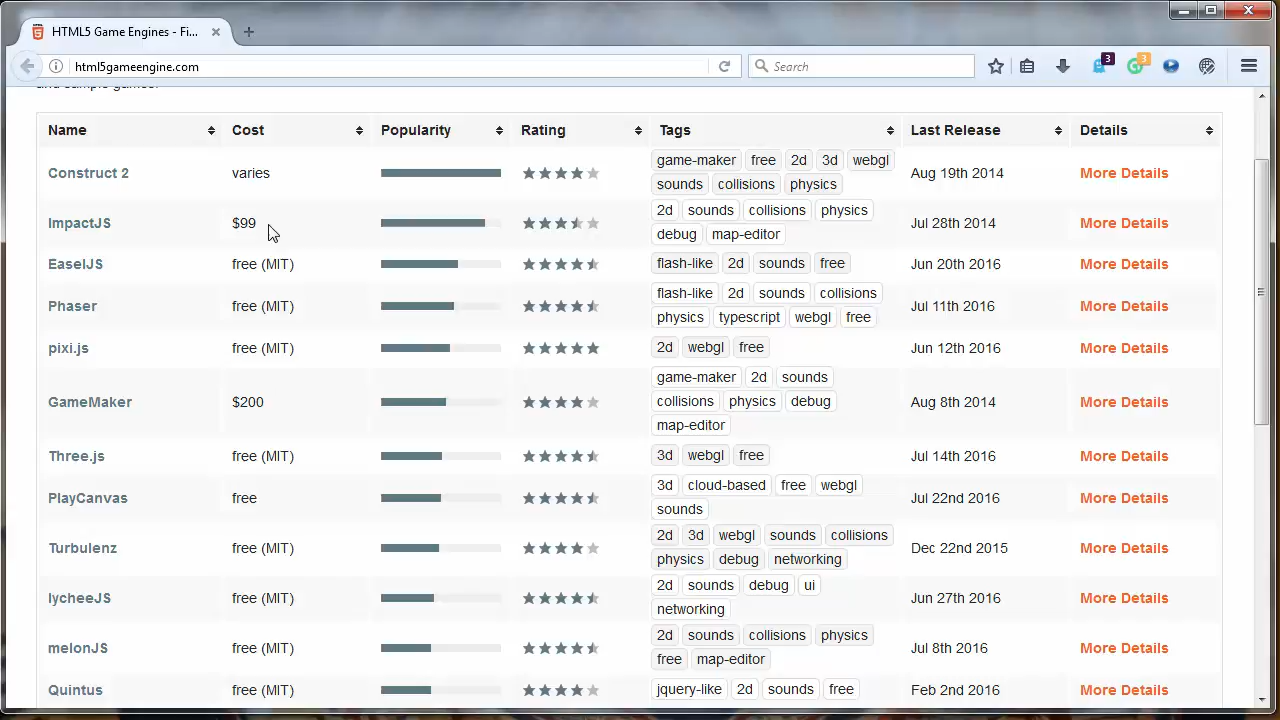 HTML5 Game Engines - Fi...
html5gameengine.com
Search
3
3
and sample games.
Name Cost Popularity Rating Tags Last Release Details
Construct 2 varies game-maker free 2d 3d webgl Aug 19th 2014 More Details
sounds collisions physics
ImpactJS $99 2d sounds collisions physics Jul 28th 2014 More Details
debug map-editor
EaselJS free (MIT) flash-like 2d sounds free Jun 20th 2016 More Details
Phaser free (MIT) flash-like 2d sounds collisions Jul 11th 2016 More Details
physics typescript webgl free
pixi.js free (MIT) 2d webgl free Jun 12th 2016 More Details
GameMaker $200 game-maker 2d sounds Aug 8th 2014 More Details
collisions physics debug
map-editor
Three.js free (MIT) 3d webgl free Jul 14th 2016 More Details
PlayCanvas free 3d cloud-based free webgl Jul 22nd 2016 More Details
sounds
Turbulenz free (MIT) 2d 3d webgl sounds collisions Dec 22nd 2015 More Details
physics debug networking
lycheeJS free (MIT) 2d sounds debug ui Jun 27th 2016 More Details
networking
melonJS free (MIT) 2d sounds collisions physics Jul 8th 2016 More Details
free map-editor
Quintus free (MIT) jquery-like 2d sounds free Feb 2nd 2016 More Details